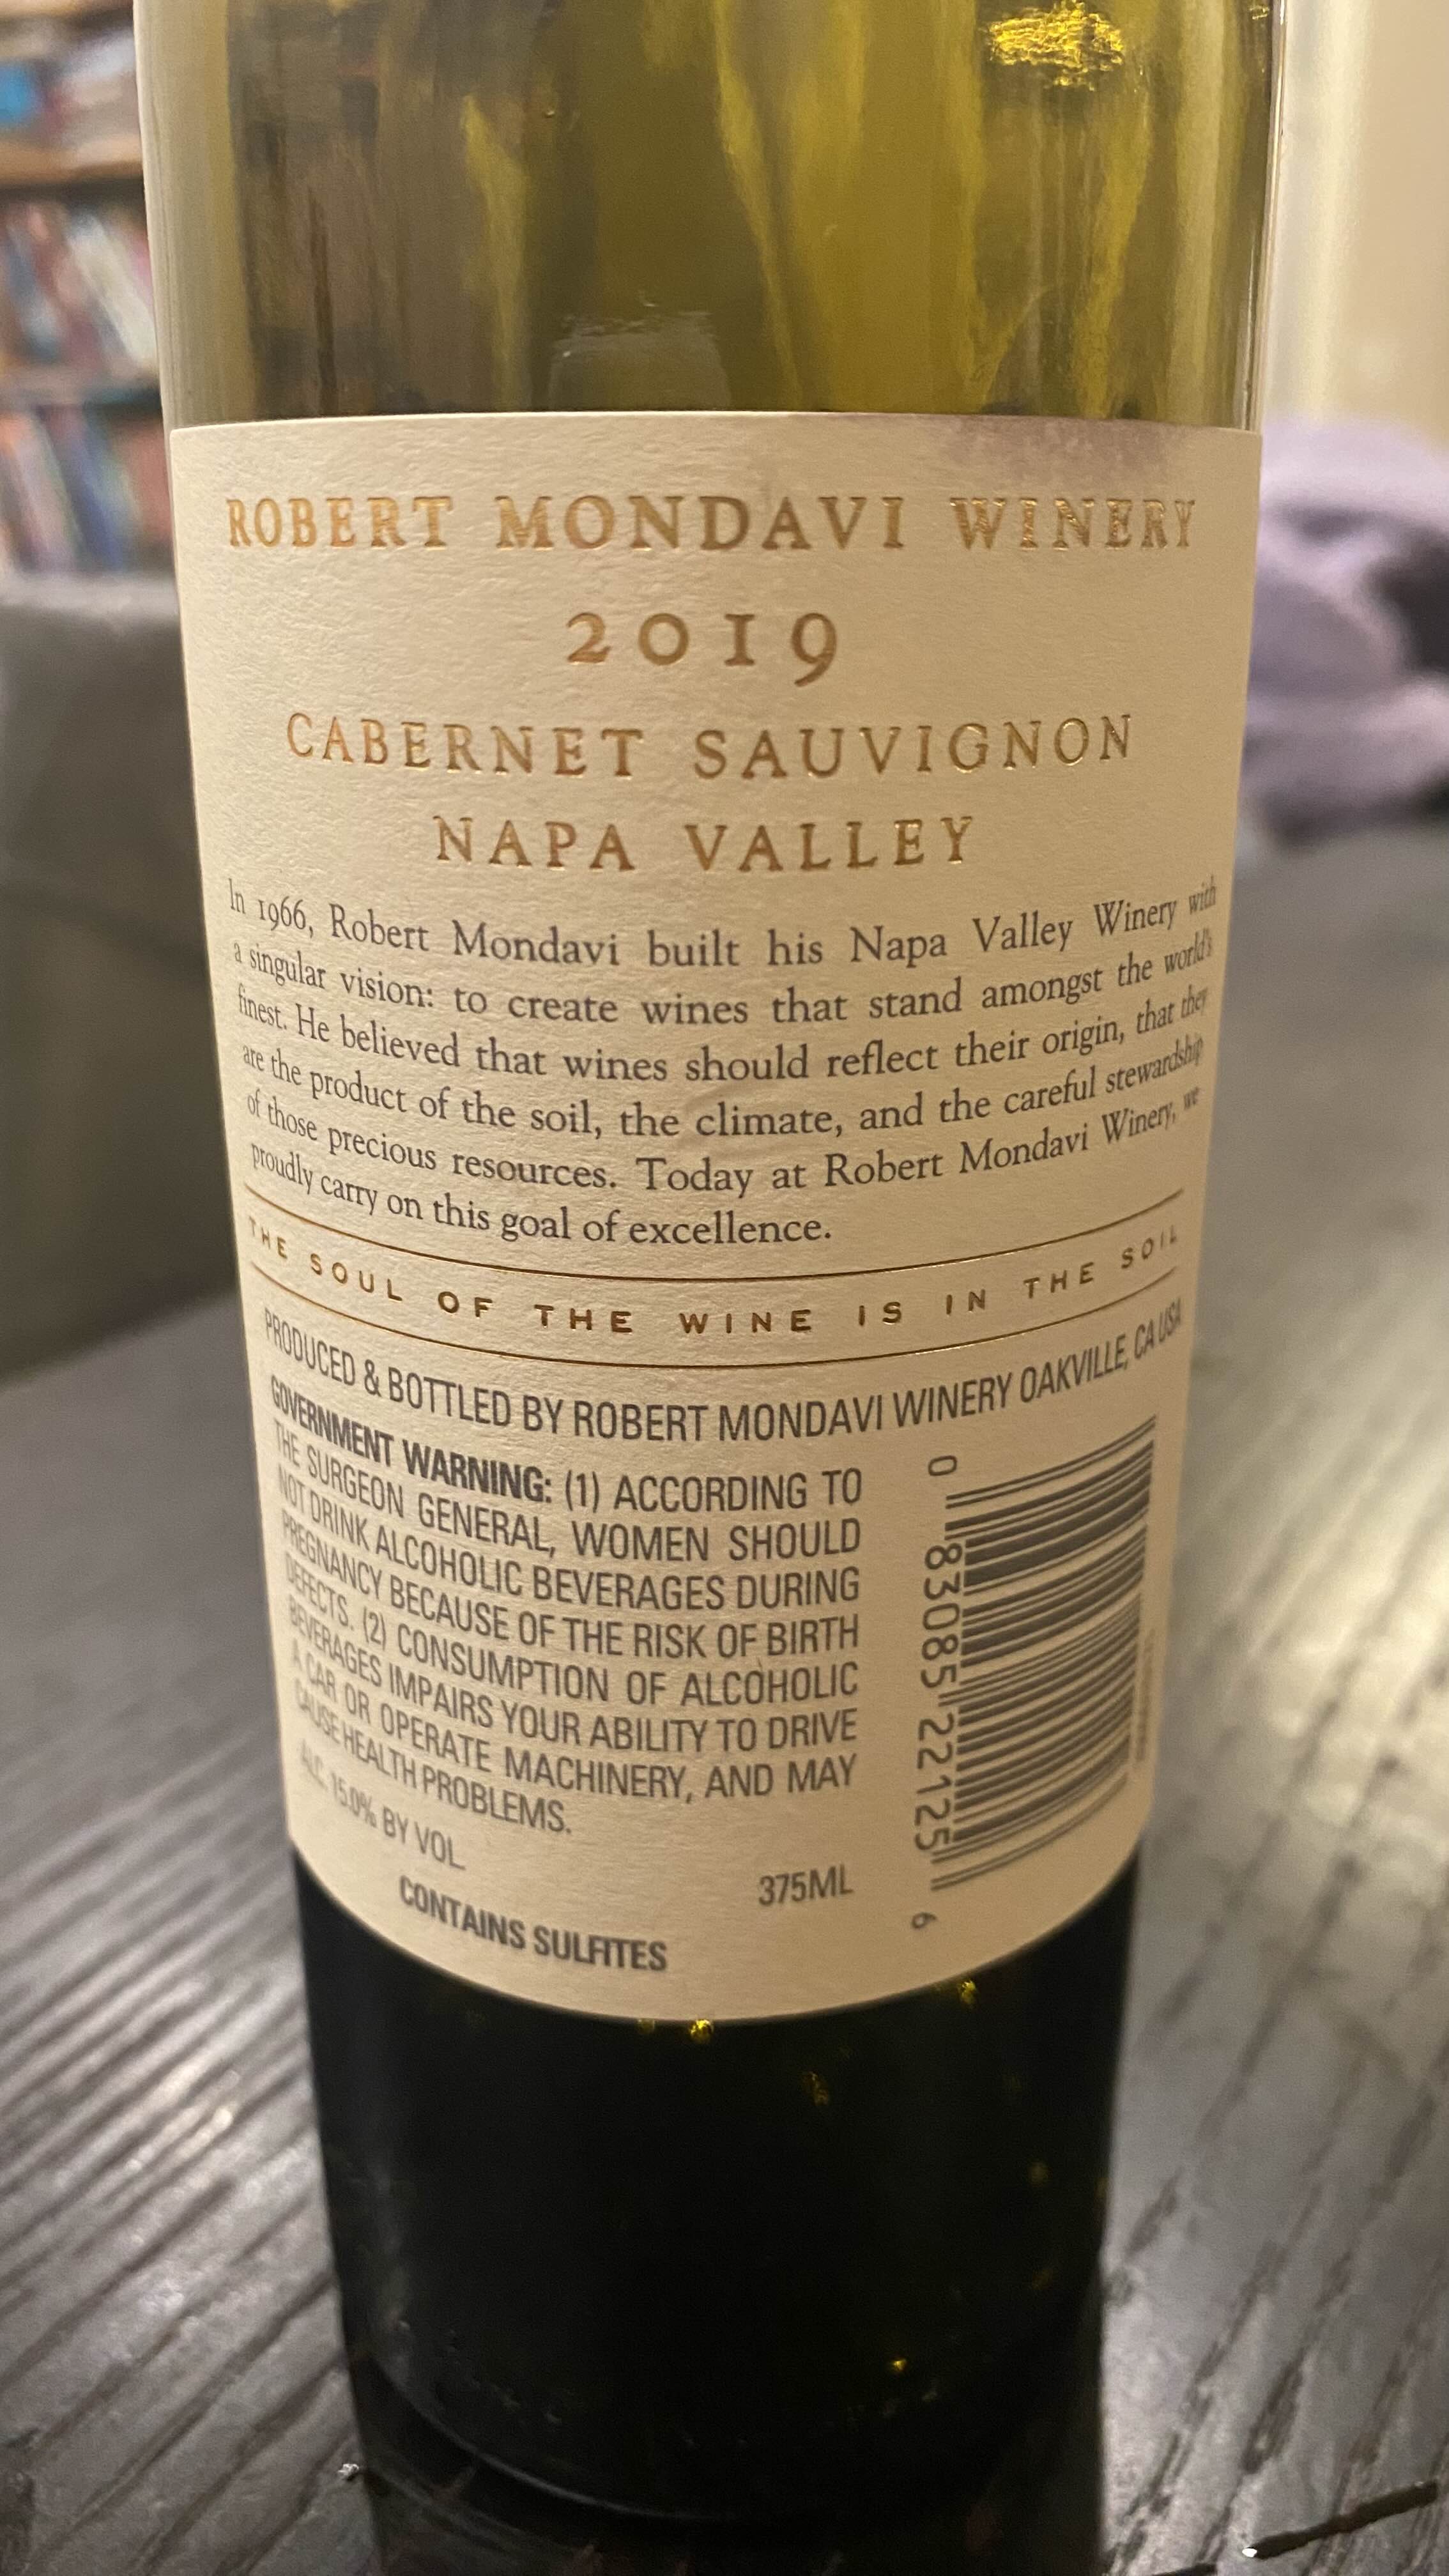 ROBERT MONDAVI WINERY
2019
CABERNET SAUVIGNON
NAPA VALLEY
In 1966, Robert Mondavi built his Napa Valley Winery with
a singular vision: to create wines that stand amongst the world's
finest. He believed that wines should reflect their origin, that they
are the product of the soil, the climate, and the careful stewardship
of those precious resources. Today at Robert Mondavi Winery, we
proudly carry on this goal of excellence.
THE SOUL OF THE WINE IS IN THE SOIL
PRODUCED & BOTTLED BY ROBERT MONDAVI WINERY OAKVILLE, CA USA
GOVERNMENT WARNING: (1) ACCORDING TO
THE SURGEON GENERAL, WOMEN SHOULD
NOT DRINK ALCOHOLIC BEVERAGES DURING
PREGNANCY BECAUSE OF THE RISK OF BIRTH
DEFECTS. (2) CONSUMPTION OF ALCOHOLIC
BEVERAGES IMPAIRS YOUR ABILITY TO DRIVE
A CAR OR OPERATE MACHINERY, AND MAY
CAUSE HEALTH PROBLEMS.
ALC. 15.0% BY VOL
375ML
CONTAINS SULFITES
0 83085 22125 6